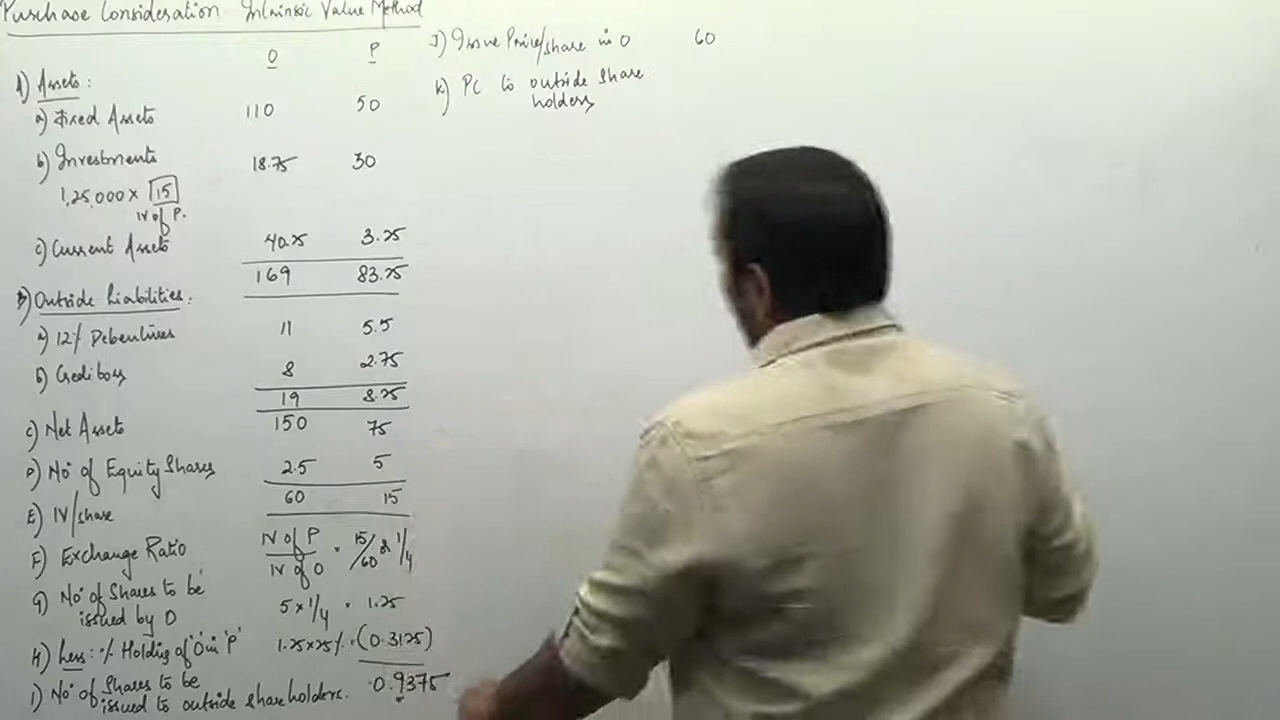 Purchase Consideration Intrinsic Value Method
O P
A) Assets:
a) Fixed Assets 110 50
b) Investments 18.75 30
1,25,000 × 15
IV of P.
c) Current Assets 40.25 3.25
169 83.25
B) Outside Liabilities:
a) 12% Debentures 11 5.5
b) Creditors 8 2.75
19 8.25
C) Net Assets 150 75
D) No of Equity Shares 2.5 5
60 15
E) IV/share
F) Exchange Ratio IV of P / IV of O = 15/60 & 1/4
G) No of Shares to be
issued by O 5 × 1/4 = 1.25
H) Less: % Holding of 'O' in 'P' 1.25×25% = (0.3125)
I) No of Shares to be
issued to outside shareholders. 0.9375
J) Issue Price/share in O 60
K) PC to outside Share
holders